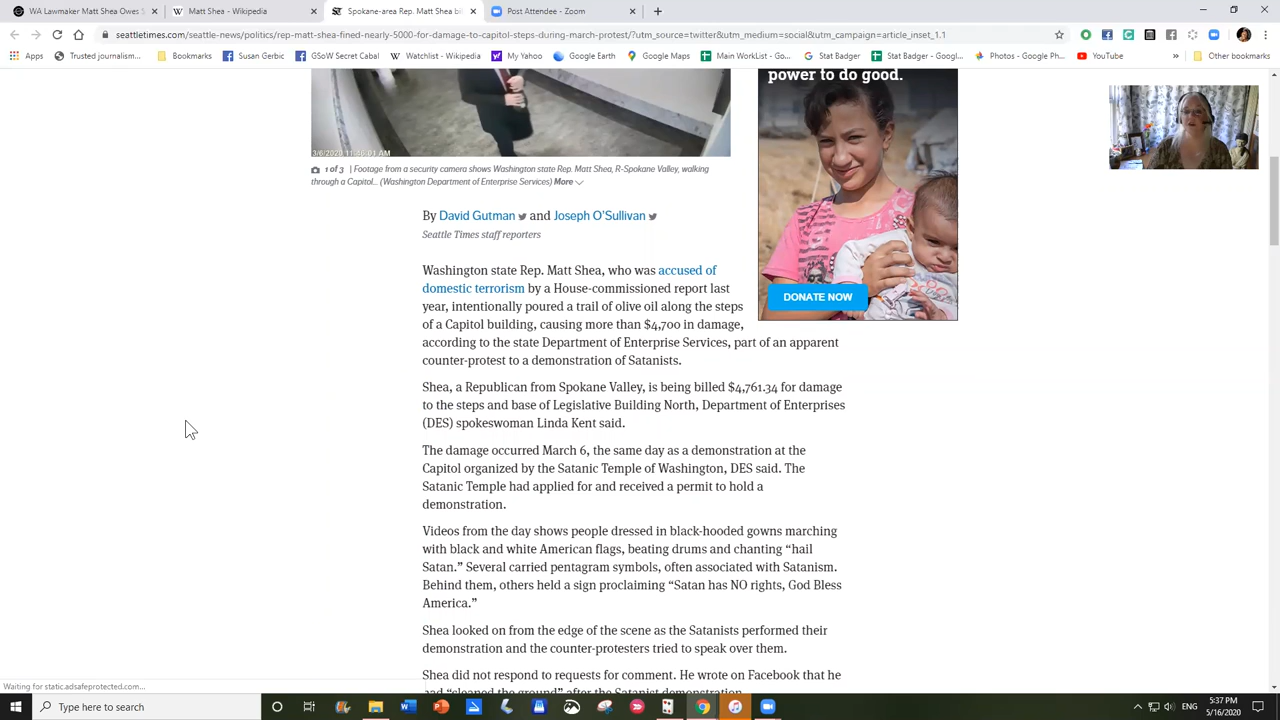 WA Lawmaker Matt Shea Owes S
Matt Shea - Wikipedia
Spokane-area Rep. Matt Shea bi
Post Attendee - Zoom
seattletimes.com/seattle-news/politics/rep-matt-shea-fined-nearly-5000-for-damage-to-capitol-steps-during-march-protest/?utm_source=twitter&utm_medium=social&utm_campaign=article_inset_1.1
Apps
Trusted journalism -...
Bookmarks
Susan Gerbic
GSoW Secret Cabal
Watchlist - Wikipedia
My Yahoo
Google Earth
Google Maps
Main WorkList - Go...
Stat Badger
Stat Badger - Googl...
Photos - Google Ph...
YouTube
»
Other bookmarks
power to do good.
3/6/2020 11:16:01 AM
1 of 3 | Footage from a security camera shows Washington state Rep. Matt Shea, R-Spokane Valley, walking
through a Capitol... (Washington Department of Enterprise Services) More
By David Gutman and Joseph O'Sullivan
Seattle Times staff reporters
Washington state Rep. Matt Shea, who was accused of
domestic terrorism by a House-commissioned report last
year, intentionally poured a trail of olive oil along the steps
of a Capitol building, causing more than $4,700 in damage,
according to the state Department of Enterprise Services, part of an apparent
counter-protest to a demonstration of Satanists.
DONATE NOW
Shea, a Republican from Spokane Valley, is being billed $4,761.34 for damage
to the steps and base of Legislative Building North, Department of Enterprises
(DES) spokeswoman Linda Kent said.
The damage occurred March 6, the same day as a demonstration at the
Capitol organized by the Satanic Temple of Washington, DES said. The
Satanic Temple had applied for and received a permit to hold a
demonstration.
Videos from the day shows people dressed in black-hooded gowns marching
with black and white American flags, beating drums and chanting “hail
Satan.” Several carried pentagram symbols, often associated with Satanism.
Behind them, others held a sign proclaiming “Satan has NO rights, God Bless
America.”
Shea looked on from the edge of the scene as the Satanists performed their
demonstration and the counter-protesters tried to speak over them.
Shea did not respond to requests for comment. He wrote on Facebook that he
had “cleaned the ground” after the Satanist demonstration.
Waiting for static.adsafeprotected.com...
Type here to search
5:37 PM
5/16/2020